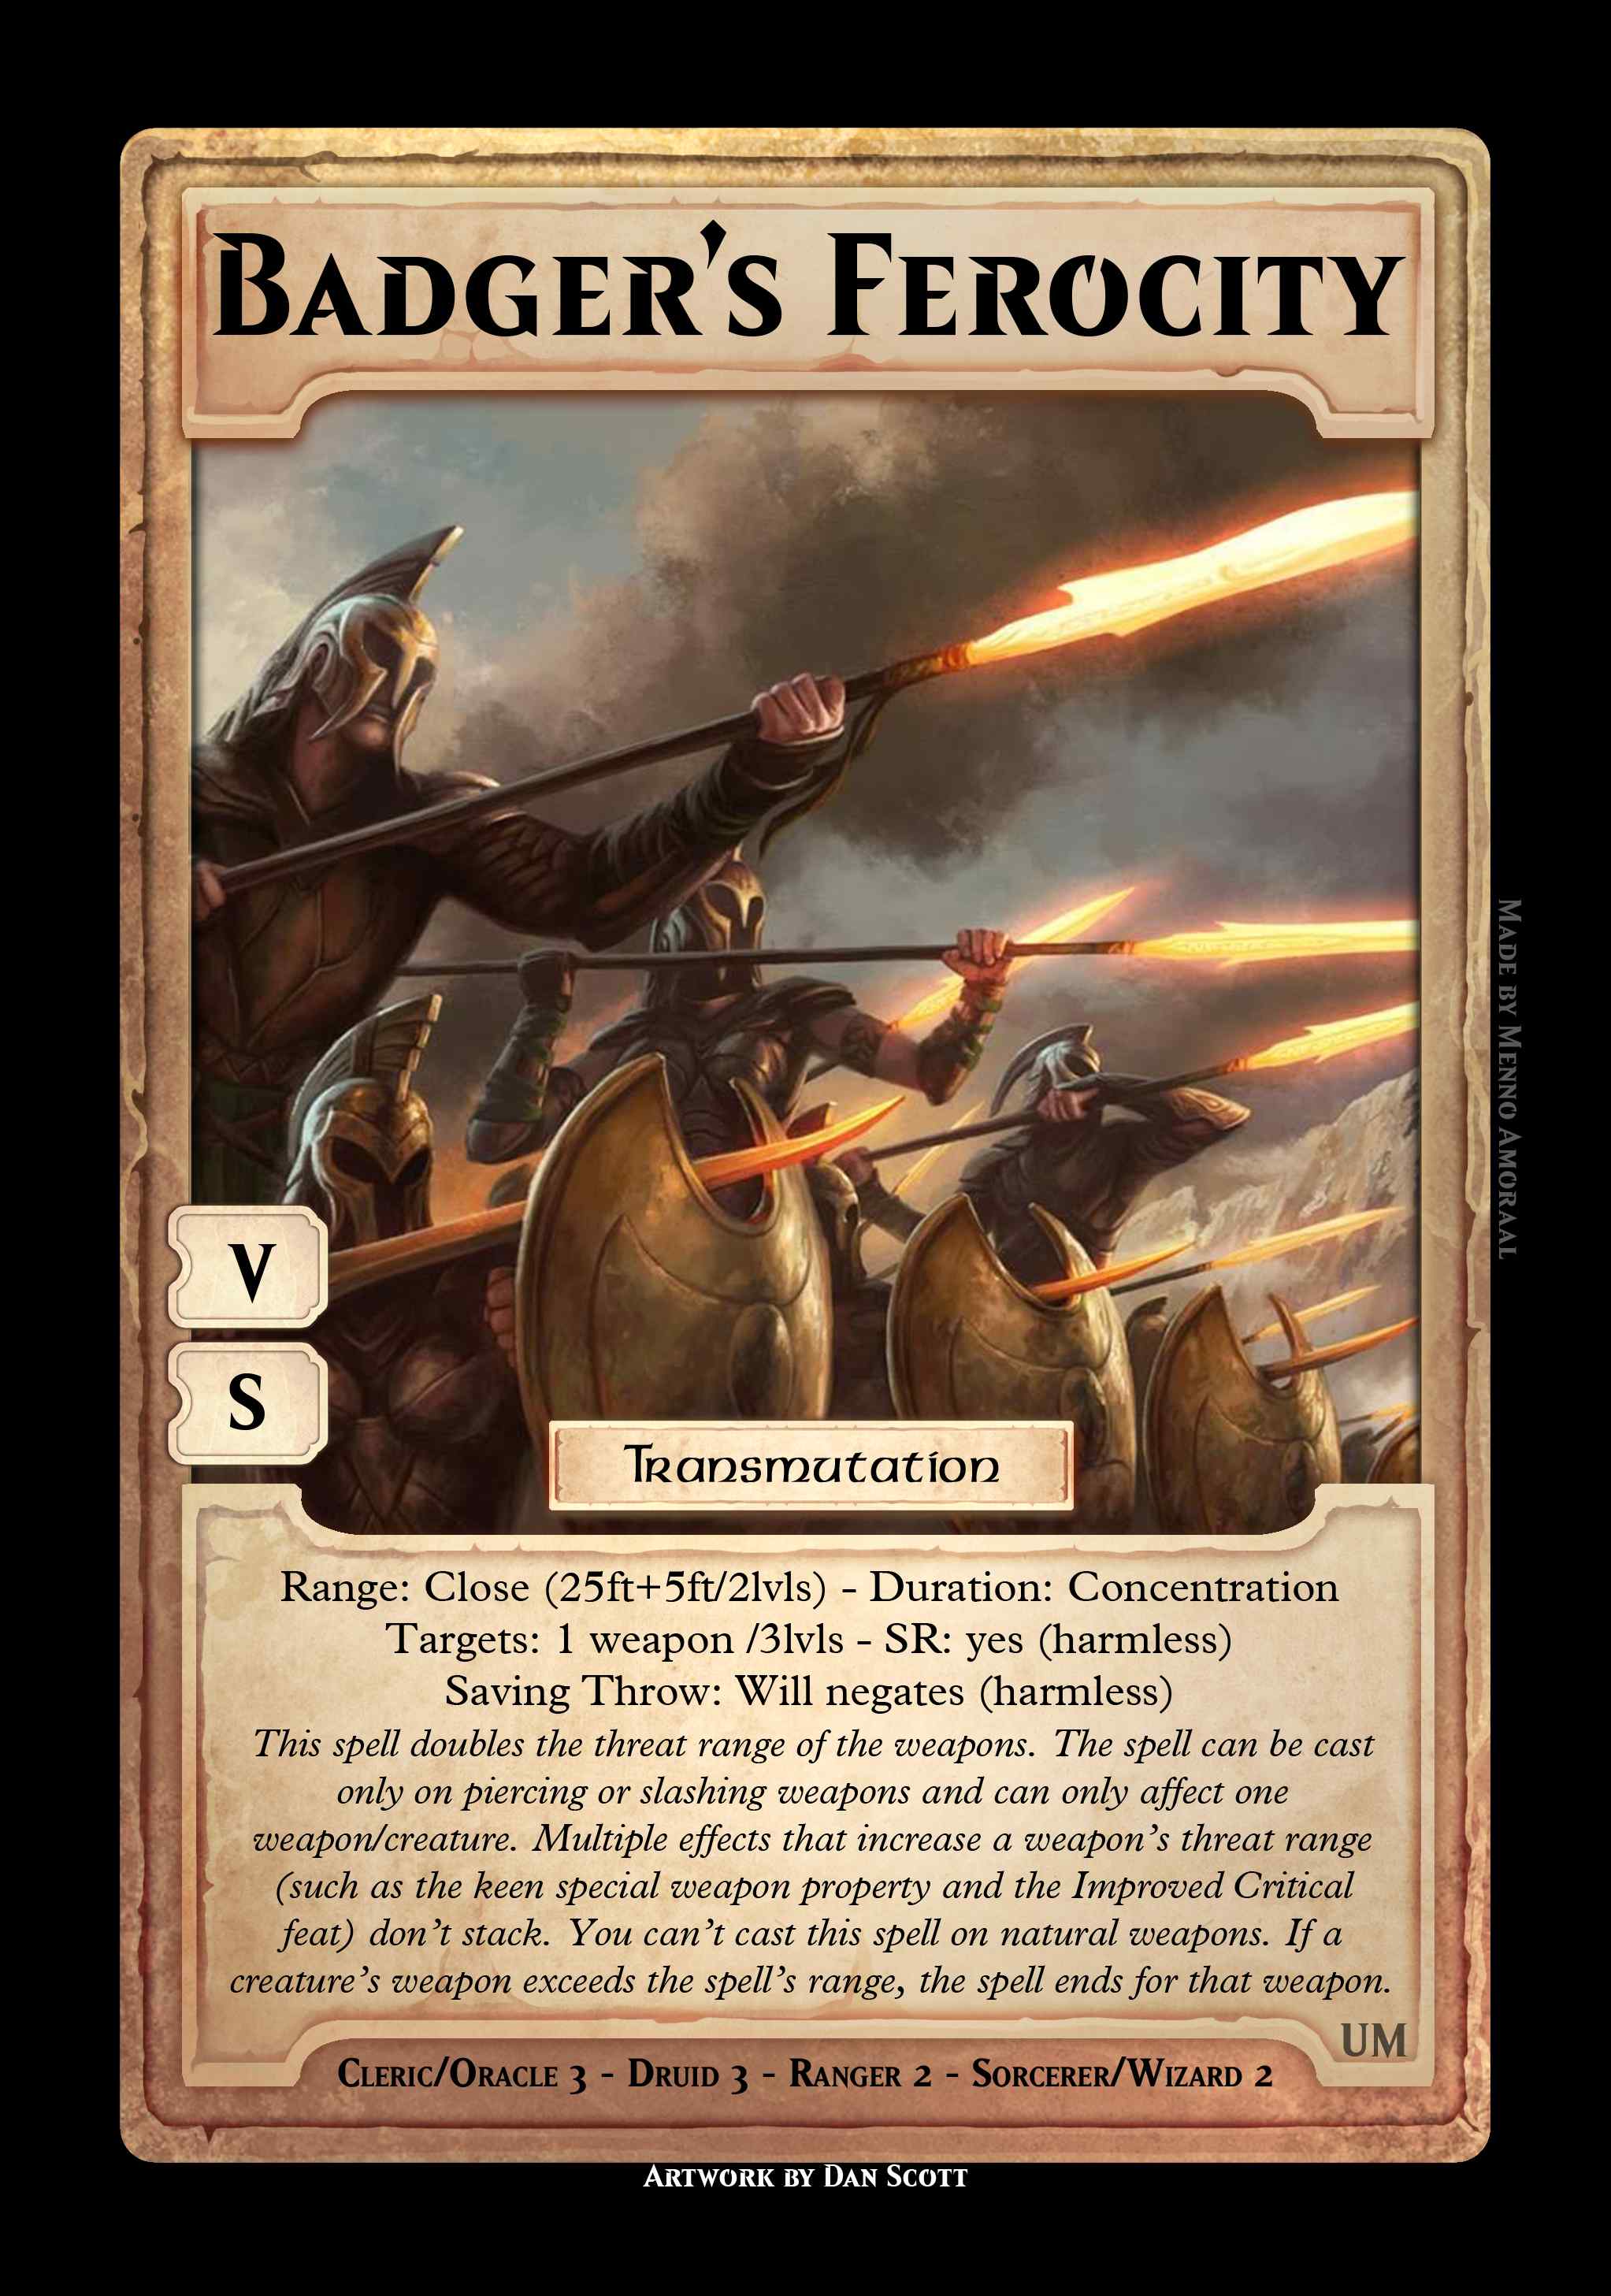 Badger's Ferocity
V
S
Transmutation
Range: Close (25ft+5ft/2lvls) - Duration: Concentration
Targets: 1 weapon /3lvls - SR: yes (harmless)
Saving Throw: Will negates (harmless)
This spell doubles the threat range of the weapons. The spell can be cast
only on piercing or slashing weapons and can only affect one
weapon/creature. Multiple effects that increase a weapon's threat range
(such as the keen special weapon property and the Improved Critical
feat) don't stack. You can't cast this spell on natural weapons. If a
creature's weapon exceeds the spell's range, the spell ends for that weapon.
UM
Cleric/Oracle 3 - Druid 3 - Ranger 2 - Sorcerer/Wizard 2
Artwork by Dan Scott
Made by Menno Amoraal